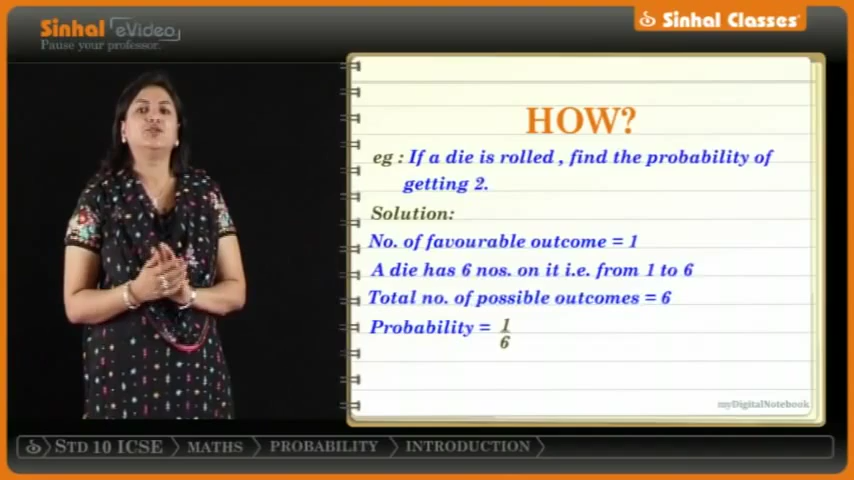 Sinhal eVideo
Pause your professor.
Sinhal Classes
HOW?
eg : If a die is rolled , find the probability of
getting 2.
Solution:
No. of favourable outcome = 1
A die has 6 nos. on it i.e. from 1 to 6
Total no. of possible outcomes = 6
Probability = 1
6
myDigitalNotebook
STD 10 ICSE MATHS PROBABILITY INTRODUCTION